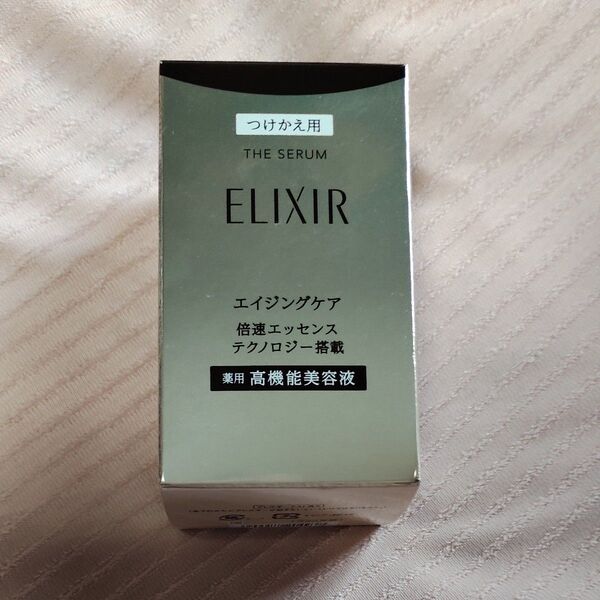 つけかえ用
THE SERUM
ELIXIR
エイジングケア
倍速エッセンス
テクノロジー搭載
薬用 高機能美容液